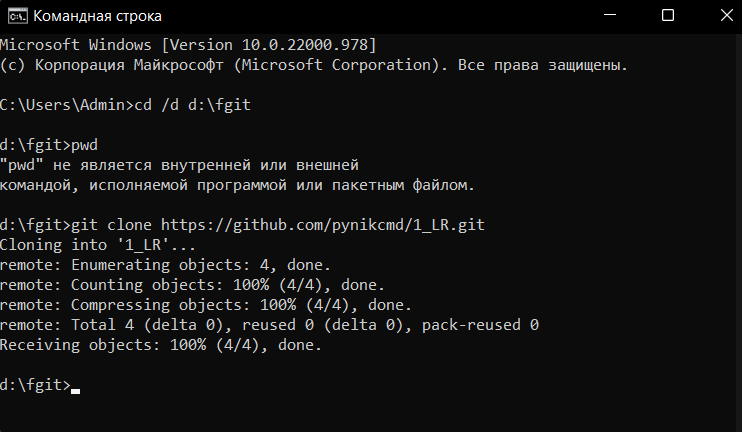 Командная строка
Microsoft Windows [Version 10.0.22000.978]
(c) Корпорация Майкрософт (Microsoft Corporation). Все права защищены.
C:\Users\Admin>cd /d d:\fgit
d:\fgit>pwd
"pwd" не является внутренней или внешней
командой, исполняемой программой или пакетным файлом.
d:\fgit>git clone https://github.com/pynikcmd/1_LR.git
Cloning into '1_LR'...
remote: Enumerating objects: 4, done.
remote: Counting objects: 100% (4/4), done.
remote: Compressing objects: 100% (4/4), done.
remote: Total 4 (delta 0), reused 0 (delta 0), pack-reused 0
Receiving objects: 100% (4/4), done.
d:\fgit>